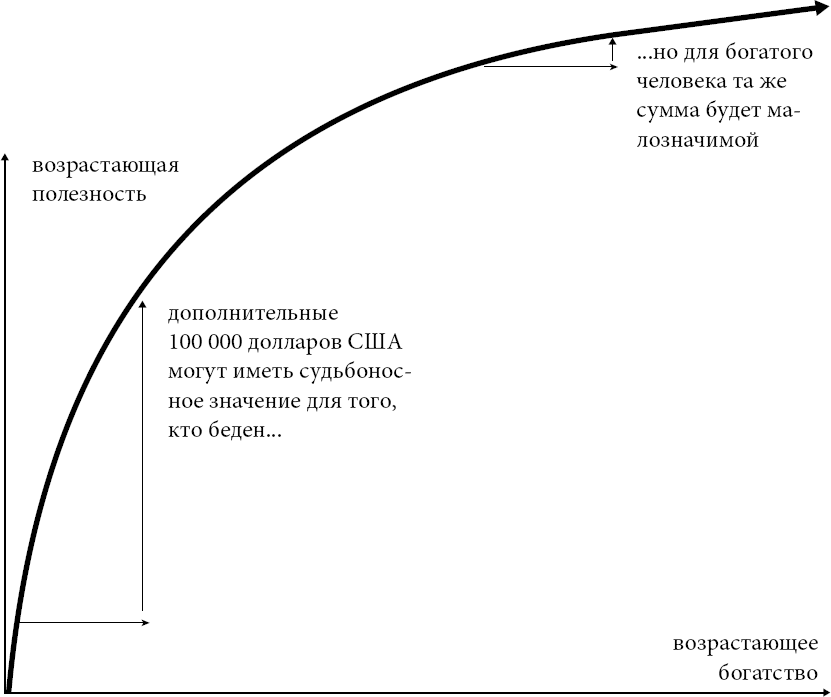 ...но для богатого
человека та же
сумма будет ма-
лозначимой
возрастающая
полезность
дополнительные
100 000 долларов США
могут иметь судьбонос-
ное значение для того,
кто беден...
возрастающее
богатство